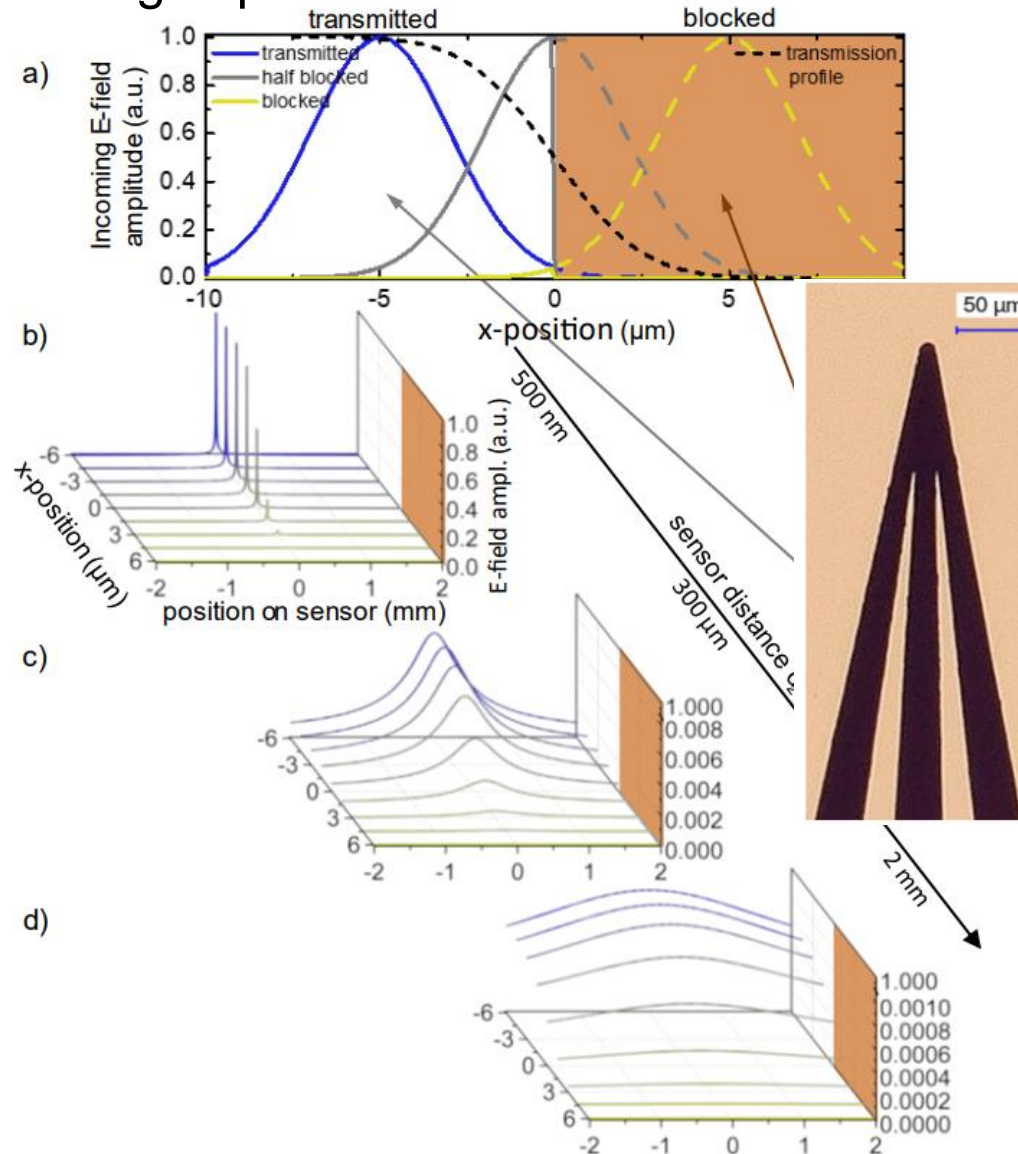 transmitted
blocked
a)
Incoming E-field
amplitude (a.u.)
1.0
0.8
0.6
0.4
0.2
0.0
transmitted
half blocked
blocked
transmission
profile
-10
-5
0
5
x-position (µm)
50 µm
b)
500 nm
1.0
0.8
0.6
0.4
0.2
0.0
E-field ampl. (a.u.)
-6
-3
0
3
6
x-position (µm)
-2
-1
0
1
2
position on sensor (mm)
sensor distance
300 µm
c)
1.000
0.008
0.006
0.004
0.002
0.000
-6
-3
0
3
6
-2
-1
0
1
2
2 mm
d)
1.000
0.0010
0.0008
0.0006
0.0004
0.0002
0.0000
-6
-3
0
3
6
-2
-1
0
1
2